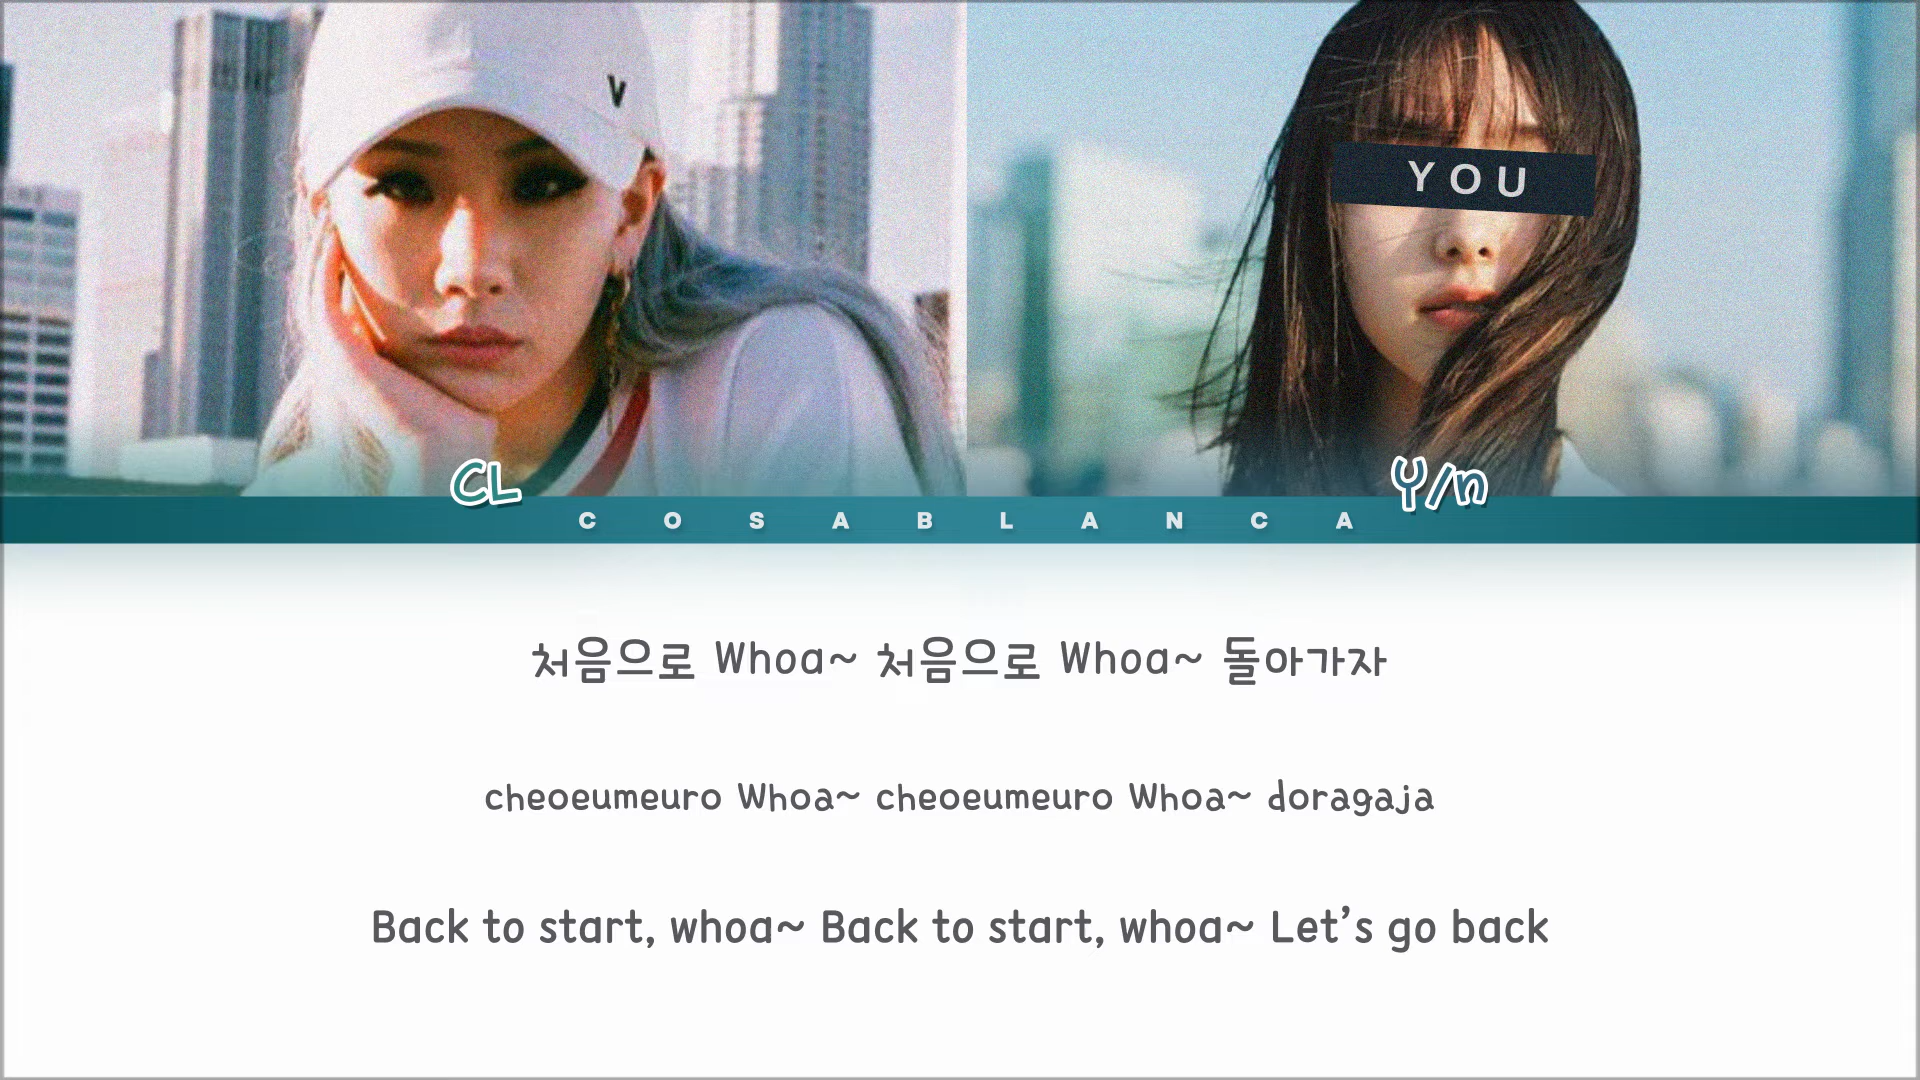 V
YOU
CL
Y/n
COSABLANCA
처음으로 Whoa~ 처음으로 Whoa~ 돌아가자
cheoeumeuro Whoa~ cheoeumeuro Whoa~ doragaja
Back to start, whoa~ Back to start, whoa~ Let's go back